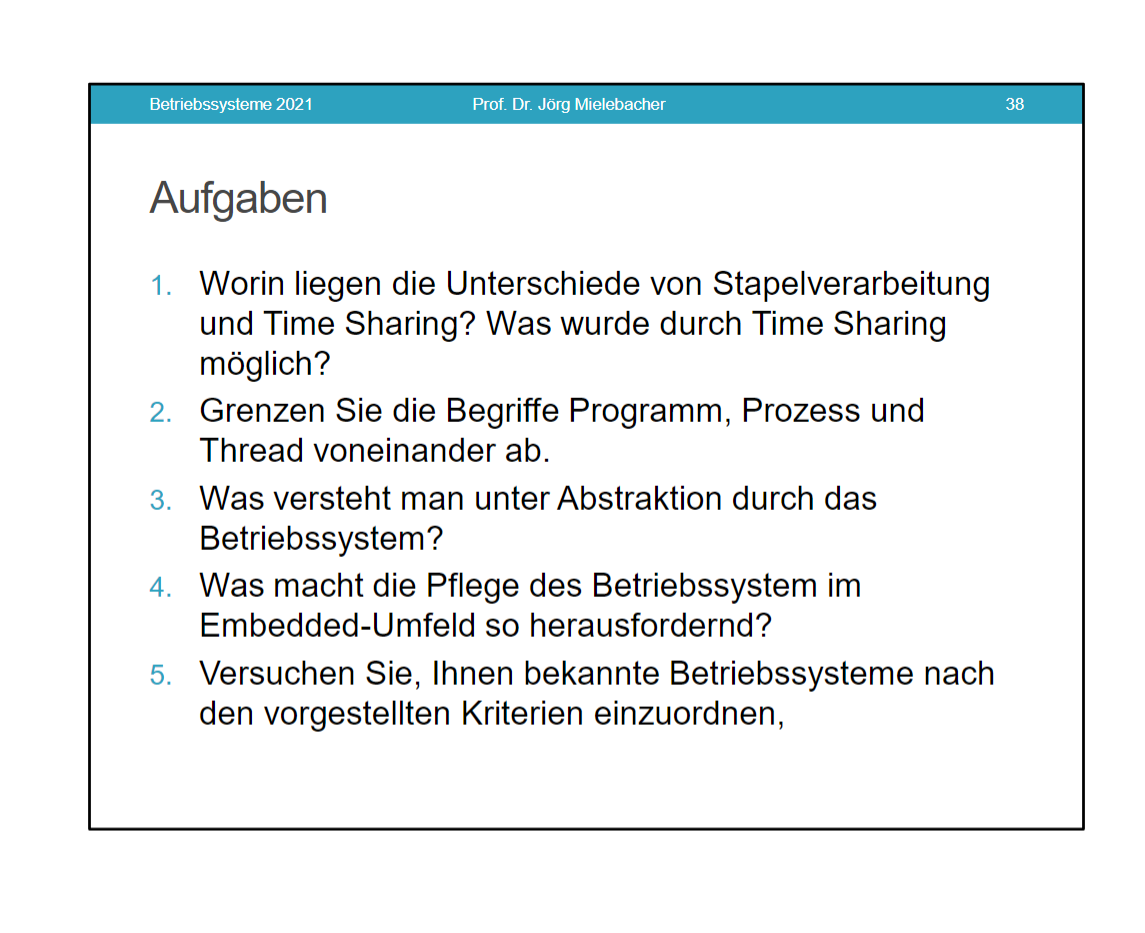 Betriebssysteme 2021 Prof. Dr. Jörg Mielebacher 38
Aufgaben
1. Worin liegen die Unterschiede von Stapelverarbeitung
und Time Sharing? Was wurde durch Time Sharing
möglich?
2. Grenzen Sie die Begriffe Programm, Prozess und
Thread voneinander ab.
3. Was versteht man unter Abstraktion durch das
Betriebssystem?
4. Was macht die Pflege des Betriebssystem im
Embedded-Umfeld so herausfordernd?
5. Versuchen Sie, Ihnen bekannte Betriebssysteme nach
den vorgestellten Kriterien einzuordnen,